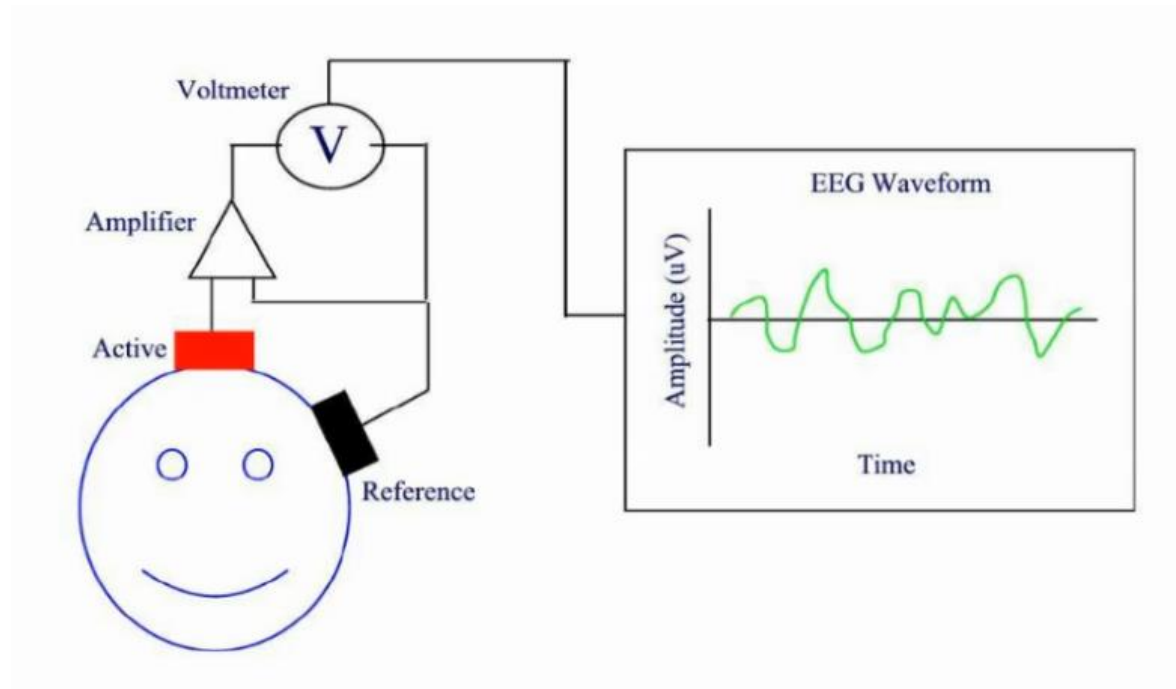 Voltmeter
V
Amplifier
Active
Reference
EEG Waveform
Amplitude (uV)
Time